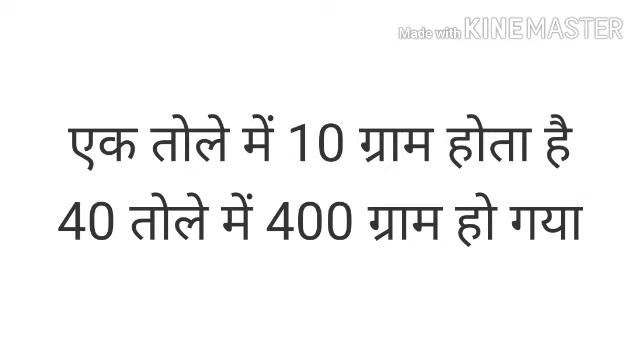 Made with KINEMASTER
एक तोले में 10 ग्राम होता है
40 तोले में 400 ग्राम हो गया